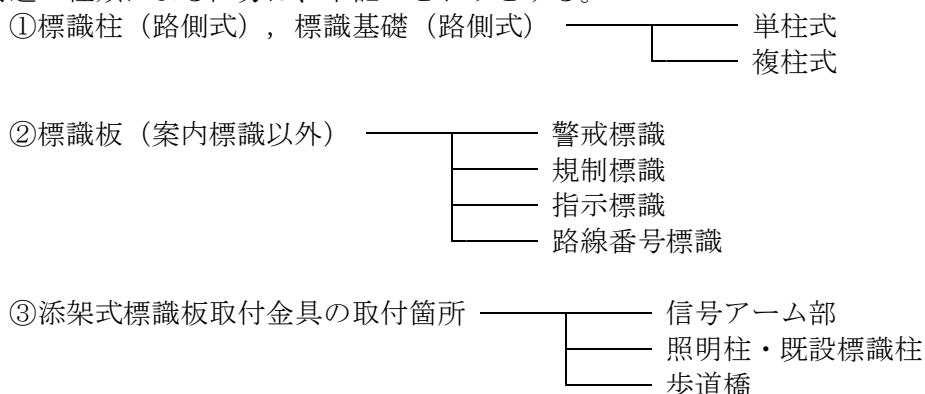 ①標識柱（路側式），標識基礎（路側式） 単柱式
複柱式
②標識板（案内標識以外） 警戒標識
規制標識
指示標識
路線番号標識
③添架式標識板取付金具の取付箇所 信号アーム部
照明柱・既設標識柱
歩道橋